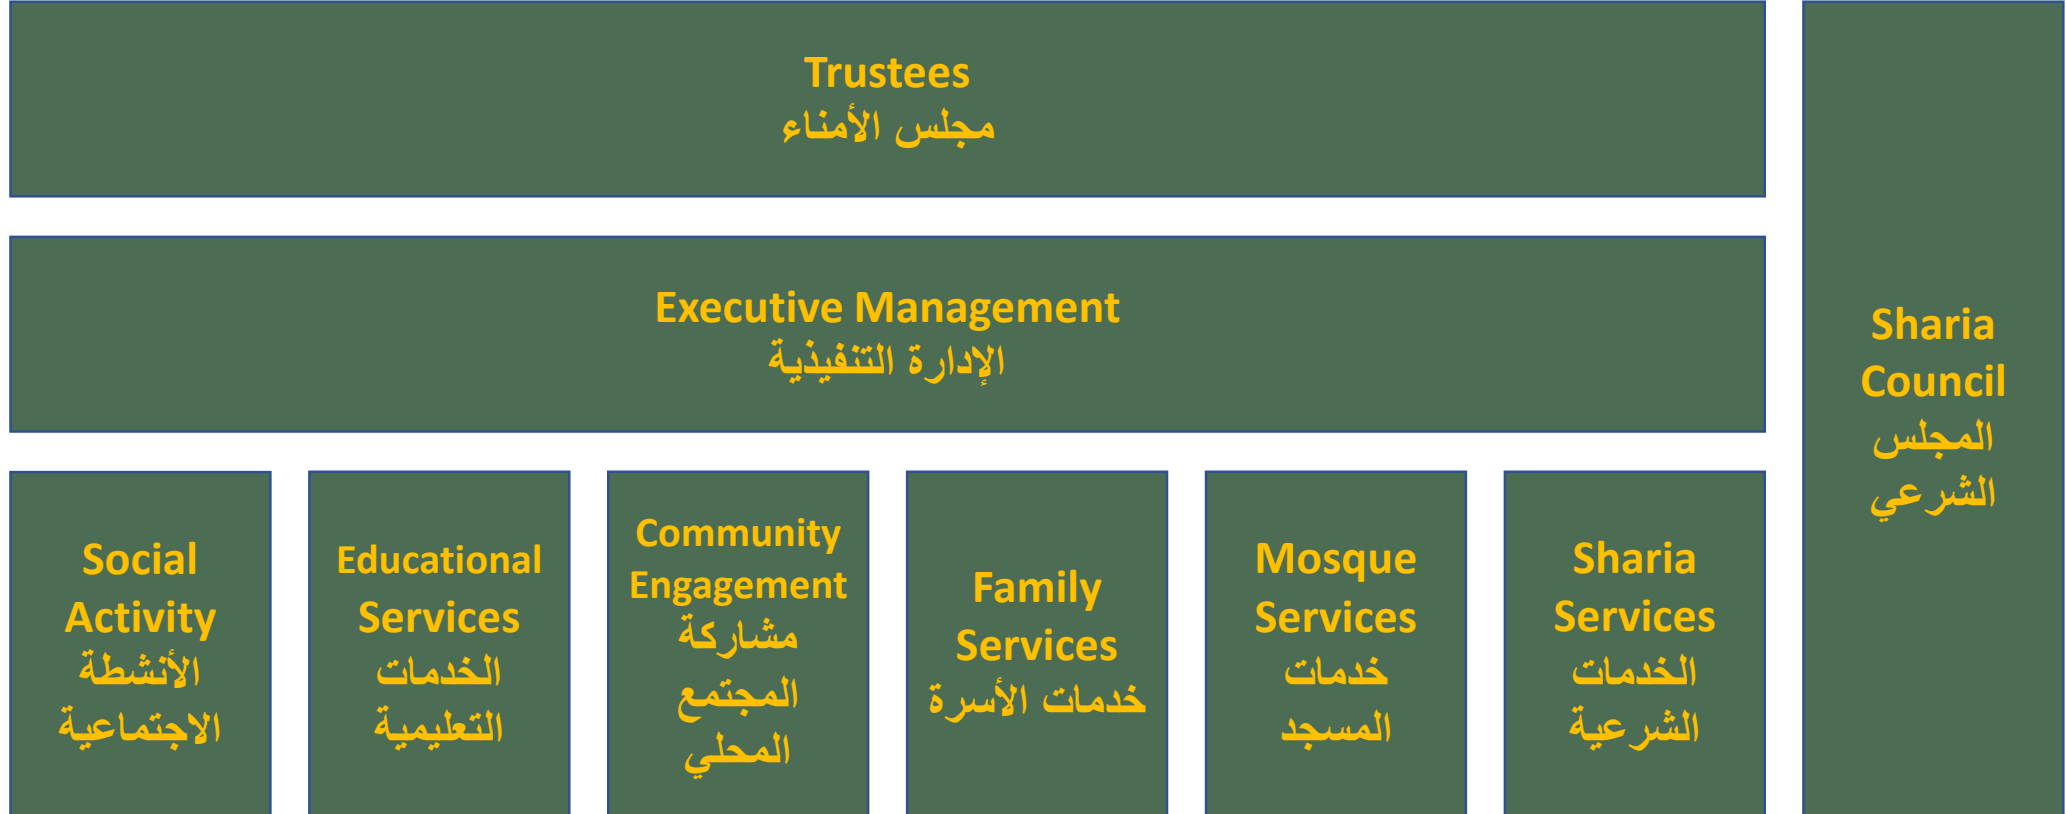 Trustees
مجلس الأمناء
Executive Management
الإدارة التنفيذية
Social
Activity
الأنشطة
الاجتماعية
Educational
Services
الخدمات
التعليمية
Community
Engagement
مشاركة
المجتمع
المحلي
Family
Services
خدمات الأسرة
Mosque
Services
خدمات
المسجد
Sharia
Services
الخدمات
الشرعية
Sharia
Council
المجلس
الشرعي